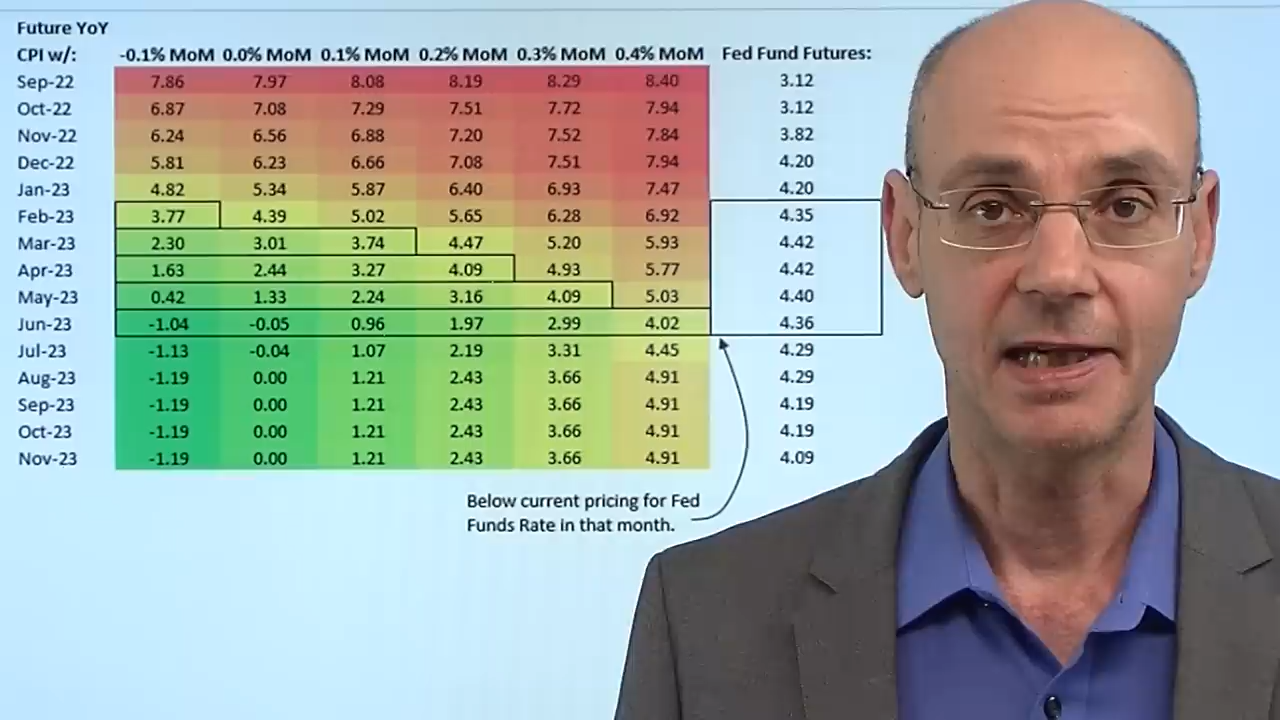 Future YoY
CPI w/: -0.1% MoM 0.0% MoM 0.1% MoM 0.2% MoM 0.3% MoM 0.4% MoM Fed Fund Futures:
Sep-22 7.86 7.97 8.08 8.19 8.29 8.40 3.12
Oct-22 6.87 7.08 7.29 7.51 7.72 7.94 3.12
Nov-22 6.24 6.56 6.88 7.20 7.52 7.84 3.82
Dec-22 5.81 6.23 6.66 7.08 7.51 7.94 4.20
Jan-23 4.82 5.34 5.87 6.40 6.93 7.47 4.20
Feb-23 3.77 4.39 5.02 5.65 6.28 6.92 4.35
Mar-23 2.30 3.01 3.74 4.47 5.20 5.93 4.42
Apr-23 1.63 2.44 3.27 4.09 4.93 5.77 4.42
May-23 0.42 1.33 2.24 3.16 4.09 5.03 4.40
Jun-23 -1.04 -0.05 0.96 1.97 2.99 4.02 4.36
Jul-23 -1.13 -0.04 1.07 2.19 3.31 4.45 4.29
Aug-23 -1.19 0.00 1.21 2.43 3.66 4.91 4.29
Sep-23 -1.19 0.00 1.21 2.43 3.66 4.91 4.19
Oct-23 -1.19 0.00 1.21 2.43 3.66 4.91 4.19
Nov-23 -1.19 0.00 1.21 2.43 3.66 4.91 4.09
Below current pricing for Fed
Funds Rate in that month.